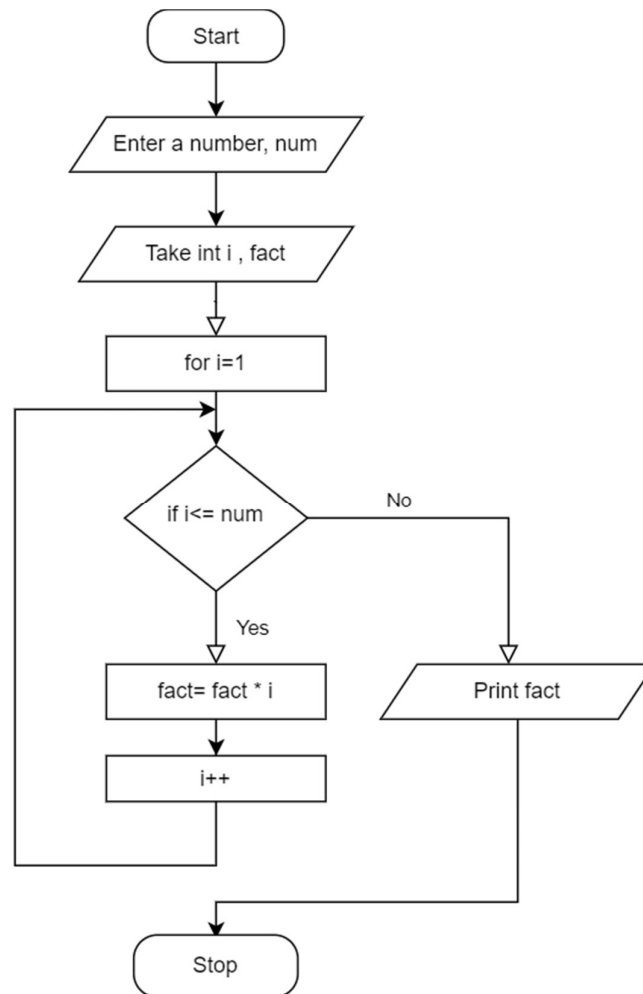 Start
Enter a number, num
Take int i , fact
for i=1
if i<= num
No
Yes
fact= fact * i
Print fact
i++
Stop